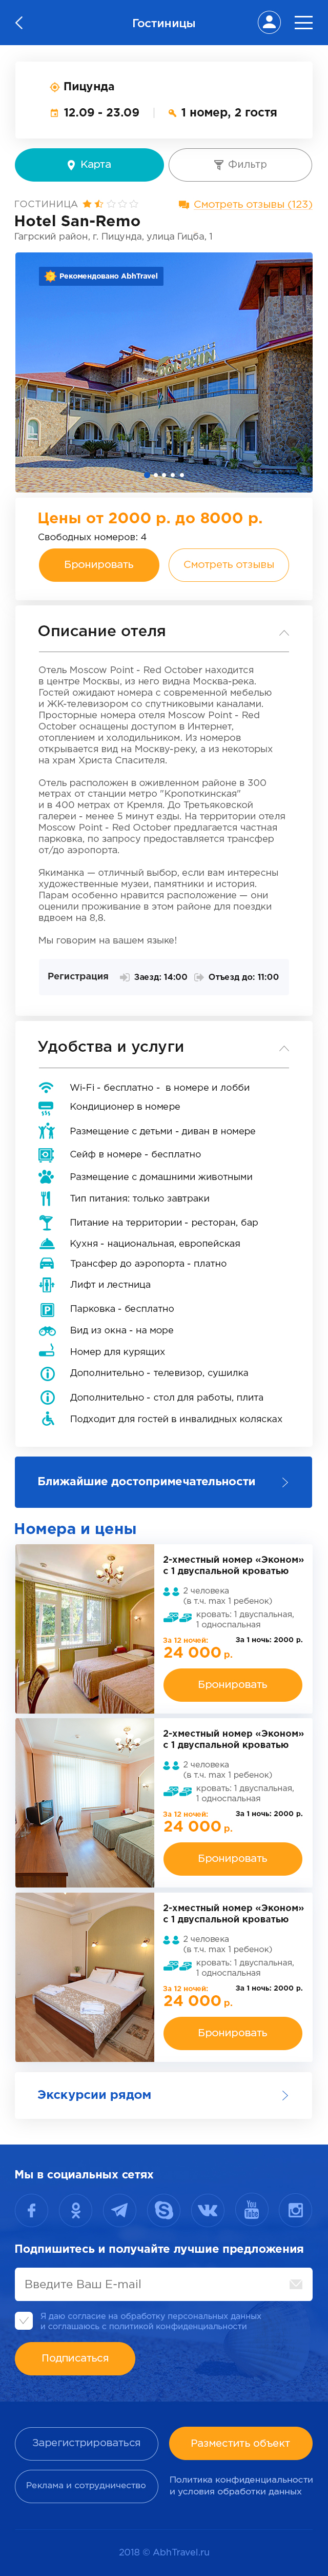 Гостиницы
Пицунда
12.09 - 23.09 1 номер, 2 гостя
Карта Фильтр
ГОСТИНИЦА Смотреть отзывы (123)
Hotel San-Remo
Гагрский район, г. Пицунда, улица Гицба, 1
Рекомендовано AbhTravel
Цены от 2000 р. до 8000 р.
Свободных номеров: 4
Бронировать Смотреть отзывы
Описание отеля
Отель Moscow Point - Red October находится
в центре Москвы, из него видна Москва-река.
Гостей ожидают номера с современной мебелью
и ЖК-телевизором со спутниковыми каналами.
Просторные номера отеля Moscow Point - Red
October оснащены доступом в Интернет,
отоплением и холодильником. Из номеров
открывается вид на Москву-реку, а из некоторых
на храм Христа Спасителя.
Отель расположен в оживленном районе в 300
метрах от станции метро "Кропоткинская"
и в 400 метрах от Кремля. До Третьяковской
галереи - менее 5 минут езды. На территории отеля
Moscow Point - Red October предлагается частная
парковка, по запросу предоставляется трансфер
от/до аэропорта.
Якиманка — отличный выбор, если вам интересны
художественные музеи, памятники и история.
Парам особенно нравится расположение — они
оценили проживание в этом районе для поездки
вдвоем на 8,8.
Мы говорим на вашем языке!
Регистрация Заезд: 14:00 Отъезд до: 11:00
Удобства и услуги
Wi-Fi - бесплатно - в номере и лобби
Кондиционер в номере
Размещение с детьми - диван в номере
Сейф в номере - бесплатно
Размещение с домашними животными
Тип питания: только завтраки
Питание на территории - ресторан, бар
Кухня - национальная, европейская
Трансфер до аэропорта - платно
Лифт и лестница
Парковка - бесплатно
Вид из окна - на море
Номер для курящих
Дополнительно - телевизор, сушилка
Дополнительно - стол для работы, плита
Подходит для гостей в инвалидных колясках
Ближайшие достопримечательности
Номера и цены
2-хместный номер «Эконом»
с 1 двуспальной кроватью
2 человека
(в т.ч. max 1 ребенок)
кровать: 1 двуспальная,
1 односпальная
За 12 ночей: За 1 ночь: 2000 р.
24 000 р.
Бронировать
2-хместный номер «Эконом»
с 1 двуспальной кроватью
2 человека
(в т.ч. max 1 ребенок)
кровать: 1 двуспальная,
1 односпальная
За 12 ночей: За 1 ночь: 2000 р.
24 000 р.
Бронировать
2-хместный номер «Эконом»
с 1 двуспальной кроватью
2 человека
(в т.ч. max 1 ребенок)
кровать: 1 двуспальная,
1 односпальная
За 12 ночей: За 1 ночь: 2000 р.
24 000 р.
Бронировать
Экскурсии рядом
Мы в социальных сетях
You Tube
Подпишитесь и получайте лучшие предложения
Введите Ваш E-mail
Я даю согласие на обработку персональных данных
и соглашаюсь с политикой конфиденциальности
Подписаться
Зарегистрироваться Разместить объект
Реклама и сотрудничество Политика конфиденциальности
и условия обработки данных
2018 © AbhTravel.ru